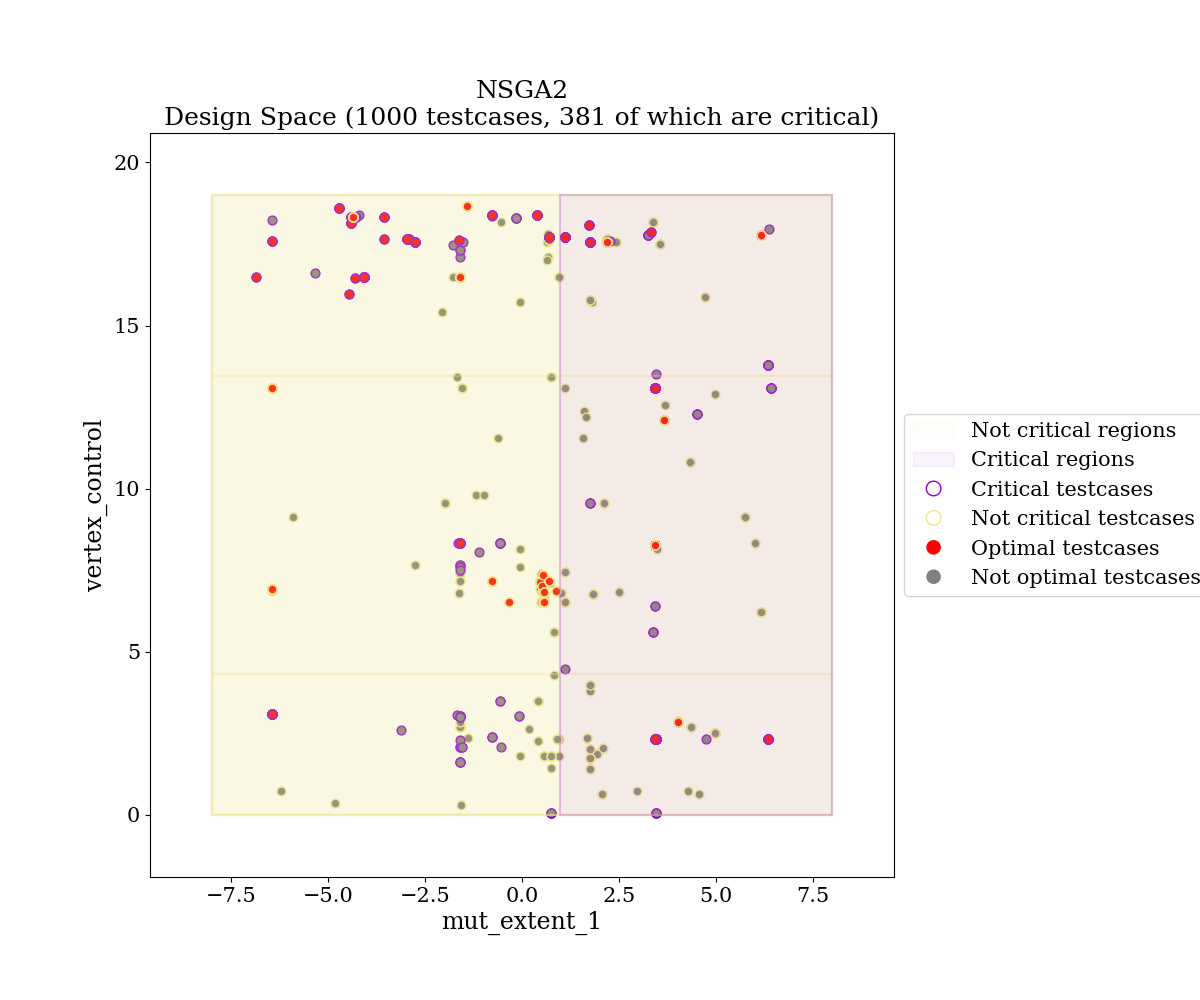 NSGA2
Design Space (1000 testcases, 381 of which are critical)
20
15
10
5
0
vertex_control
−7.5
−5.0
−2.5
0.0
2.5
5.0
7.5
mut_extent_1
Not critical regions
Critical regions
Critical testcases
Not critical testcases
Optimal testcases
Not optimal testcases